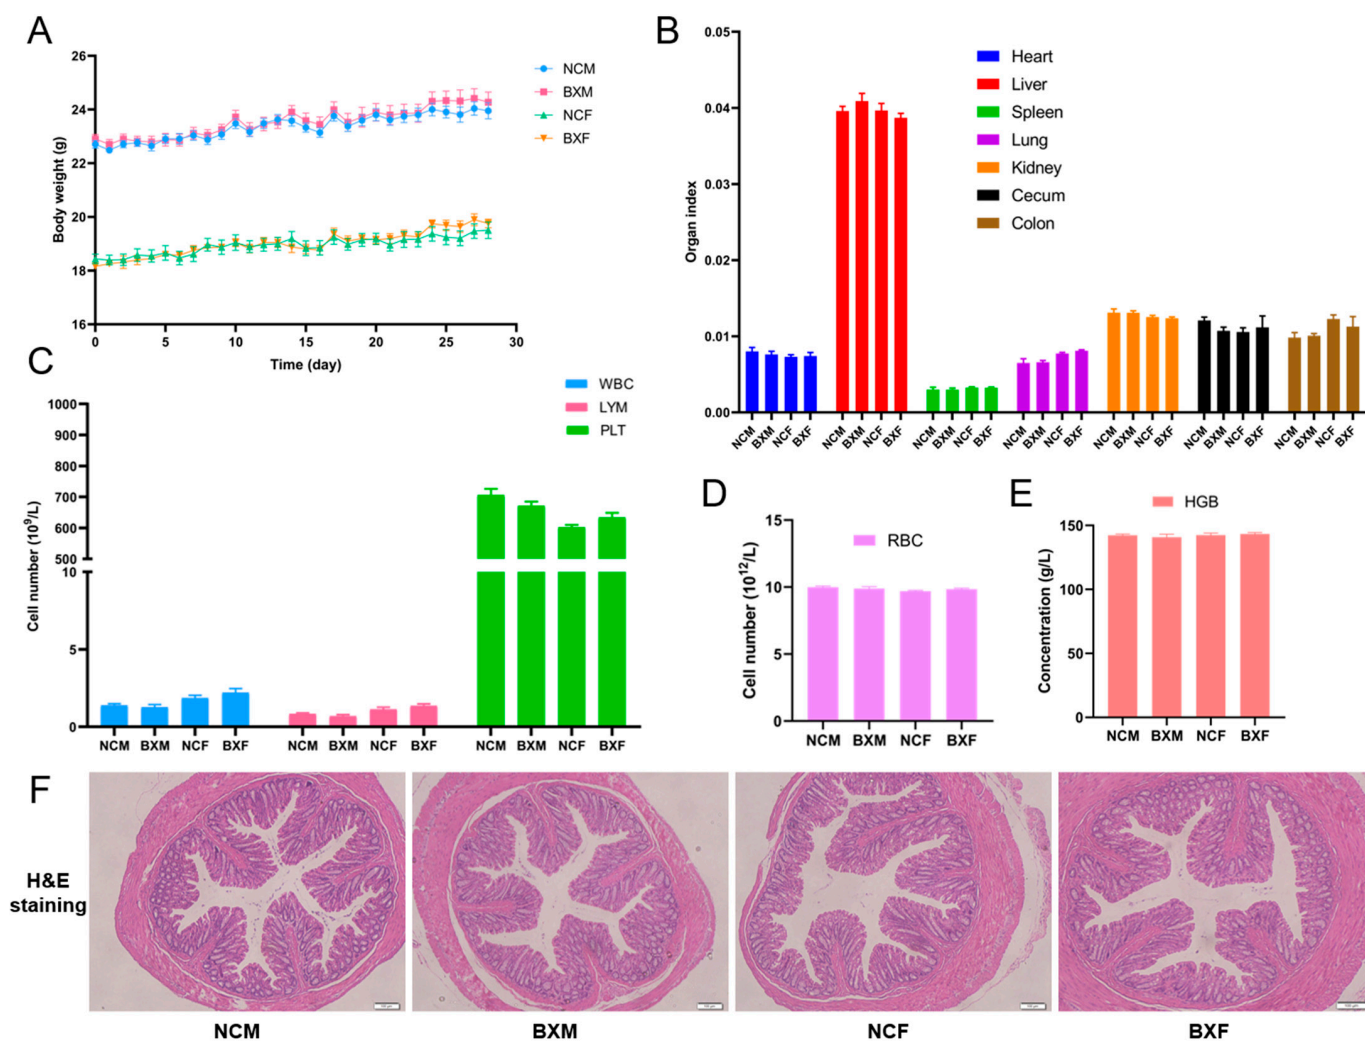 A
26
24
22
20
18
16
Body weight (g)
0
5
10
15
20
25
30
Time (day)
NCM
BXM
NCF
BXF
B
0.05
0.04
0.03
0.02
0.01
0.00
Organ index
Heart
Liver
Spleen
Lung
Kidney
Cecum
Colon
NCM
BXM
NCF
BXF
NCM
BXM
NCF
BXF
NCM
BXM
NCF
BXF
NCM
BXM
NCF
BXF
NCM
BXM
NCF
BXF
NCM
BXM
NCF
BXF
NCM
BXM
NCF
BXF
C
WBC
LYM
PLT
1000
900
800
700
600
500
10
5
0
Cell number (10⁹/L)
NCM
BXM
NCF
BXF
NCM
BXM
NCF
BXF
NCM
BXM
NCF
BXF
D
15
10
5
0
Cell number (10¹²/L)
RBC
NCM
BXM
NCF
BXF
E
HGB
150
100
50
0
Concentration (g/L)
NCM
BXM
NCF
BXF
F
H&E
staining
NCM
BXM
NCF
BXF